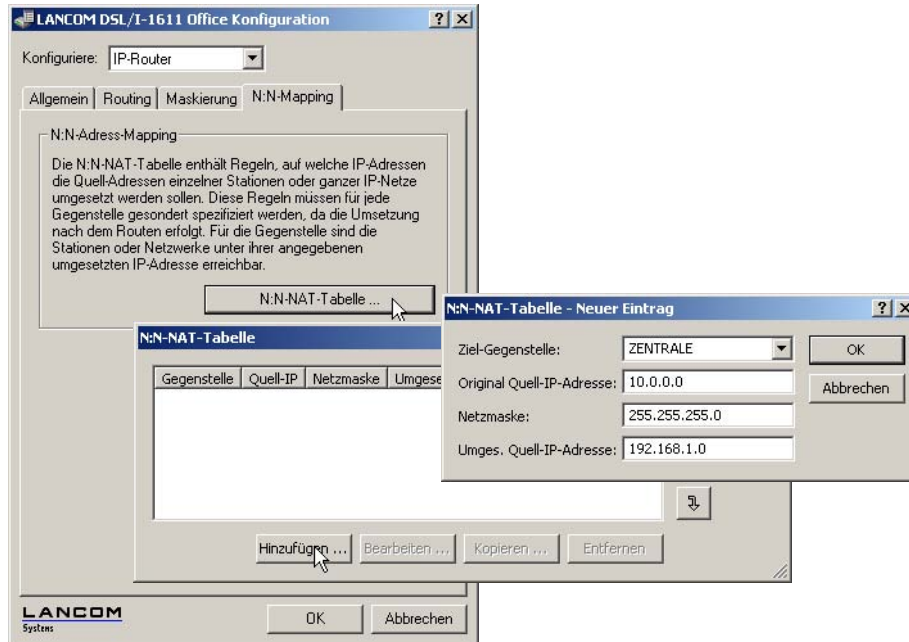 LANCOM DSL/I-1611 Office Konfiguration
Konfiguriere: IP-Router
Allgemein Routing Maskierung N:N-Mapping
N:N-Adress-Mapping
Die N:N-NAT-Tabelle enthält Regeln, auf welche IP-Adressen
die Quell-Adressen einzelner Stationen oder ganzer IP-Netze
umgesetzt werden sollen. Diese Regeln müssen für jede
Gegenstelle gesondert spezifiziert werden, da die Umsetzung
nach dem Routen erfolgt. Für die Gegenstelle sind die
Stationen oder Netzwerke unter ihrer angegebenen
umgesetzten IP-Adresse erreichbar.
N:N-NAT-Tabelle ...
N:N-NAT-Tabelle - Neuer Eintrag
Ziel-Gegenstelle: ZENTRALE
OK
Original Quell-IP-Adresse: 10.0.0.0
Abbrechen
Netzmaske: 255.255.255.0
Umges. Quell-IP-Adresse: 192.168.1.0
N:N-NAT-Tabelle
Gegenstelle Quell-IP Netzmaske Umgese
Hinzufügen ... Bearbeiten ... Kopieren ... Entfernen
LANCOM
Systems
OK Abbrechen